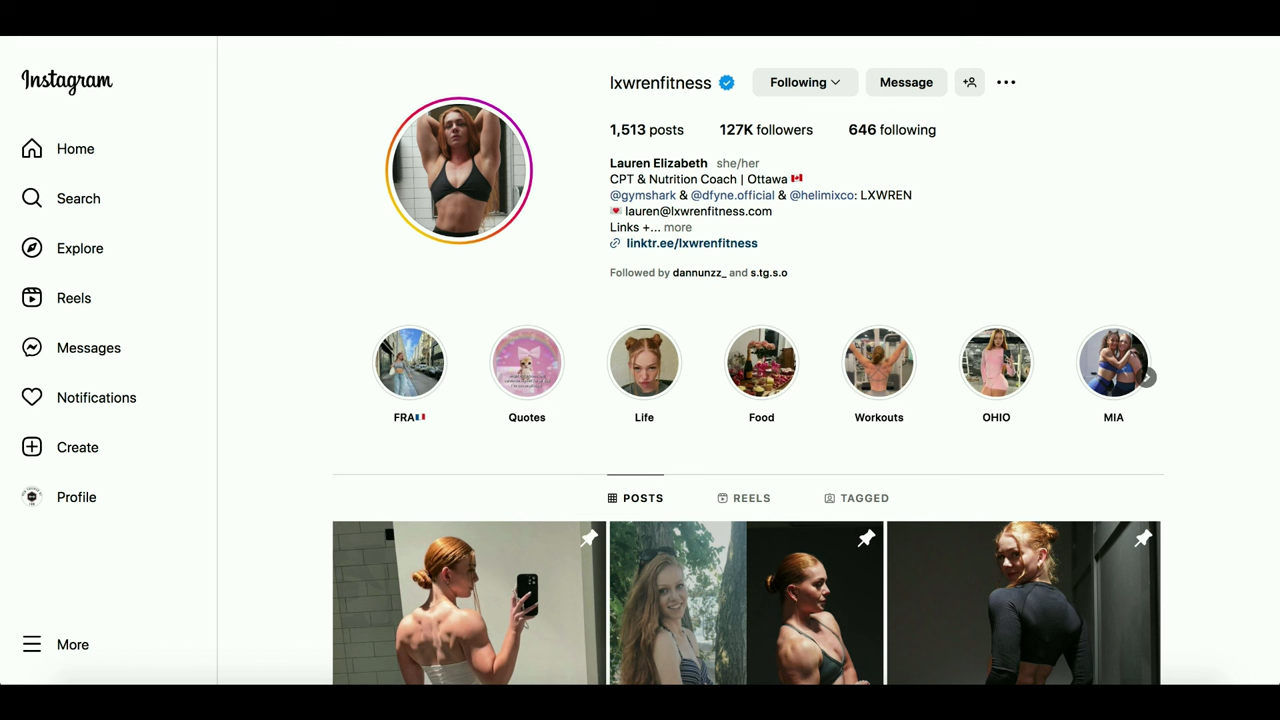 Instagram
Home
Search
Explore
Reels
Messages
Notifications
Create
Profile
More
lxwrenfitness
Following
Message
1,513 posts 127K followers 646 following
Lauren Elizabeth she/her
CPT & Nutrition Coach | Ottawa 🇨🇦
@gymshark & @dfyne.official & @helimixco: LXWREN
💌 lauren@lxwrenfitness.com
Links +... more
linktr.ee/lxwrenfitness
Followed by dannunzz_ and s.tg.s.o
FRA🇫🇷 Quotes Life Food Workouts OHIO MIA
POSTS REELS TAGGED